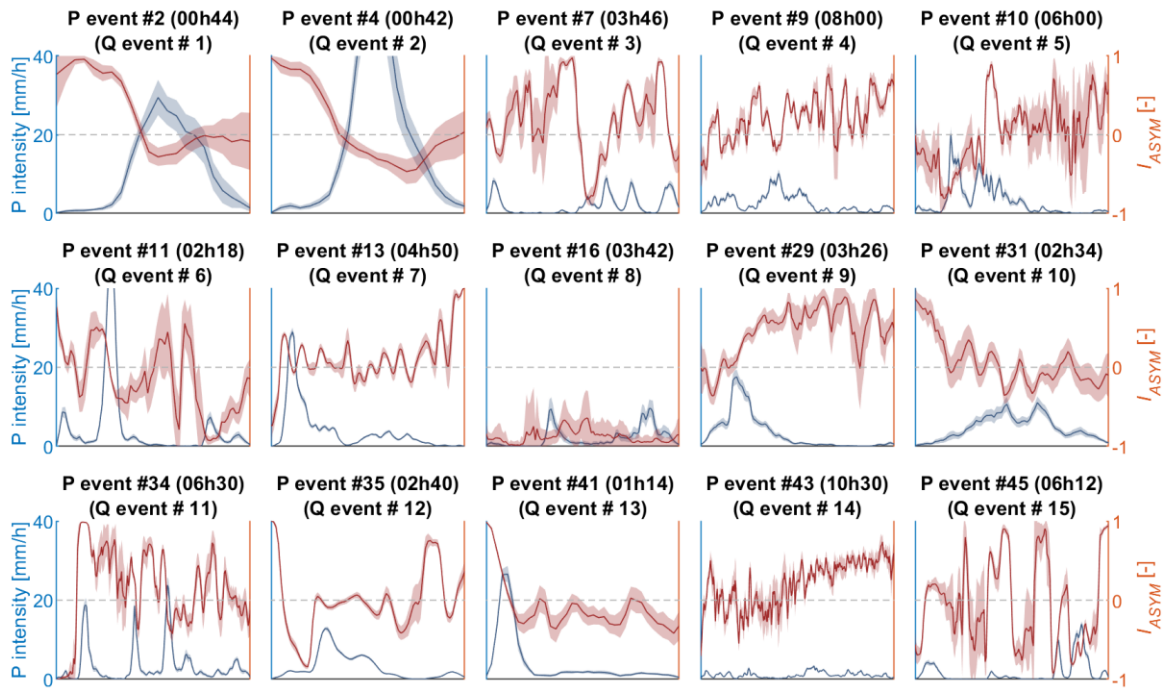 P event #2 (00h44)
(Q event # 1)
P event #4 (00h42)
(Q event # 2)
P event #7 (03h46)
(Q event # 3)
P event #9 (08h00)
(Q event # 4)
P event #10 (06h00)
(Q event # 5)
P intensity [mm/h]
40
20
0
1
0
-1
I_ASYM [-]
P event #11 (02h18)
(Q event # 6)
P event #13 (04h50)
(Q event # 7)
P event #16 (03h42)
(Q event # 8)
P event #29 (03h26)
(Q event # 9)
P event #31 (02h34)
(Q event # 10)
P intensity [mm/h]
40
20
0
1
0
-1
I_ASYM [-]
P event #34 (06h30)
(Q event # 11)
P event #35 (02h40)
(Q event # 12)
P event #41 (01h14)
(Q event # 13)
P event #43 (10h30)
(Q event # 14)
P event #45 (06h12)
(Q event # 15)
P intensity [mm/h]
40
20
0
1
0
-1
I_ASYM [-]